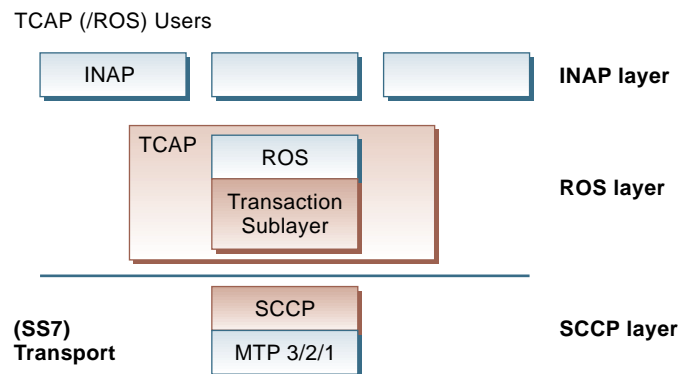 TCAP (/ROS) Users
INAP
INAP layer
TCAP
ROS
Transaction
Sublayer
ROS layer
SCCP
MTP 3/2/1
(SS7)
Transport
SCCP layer